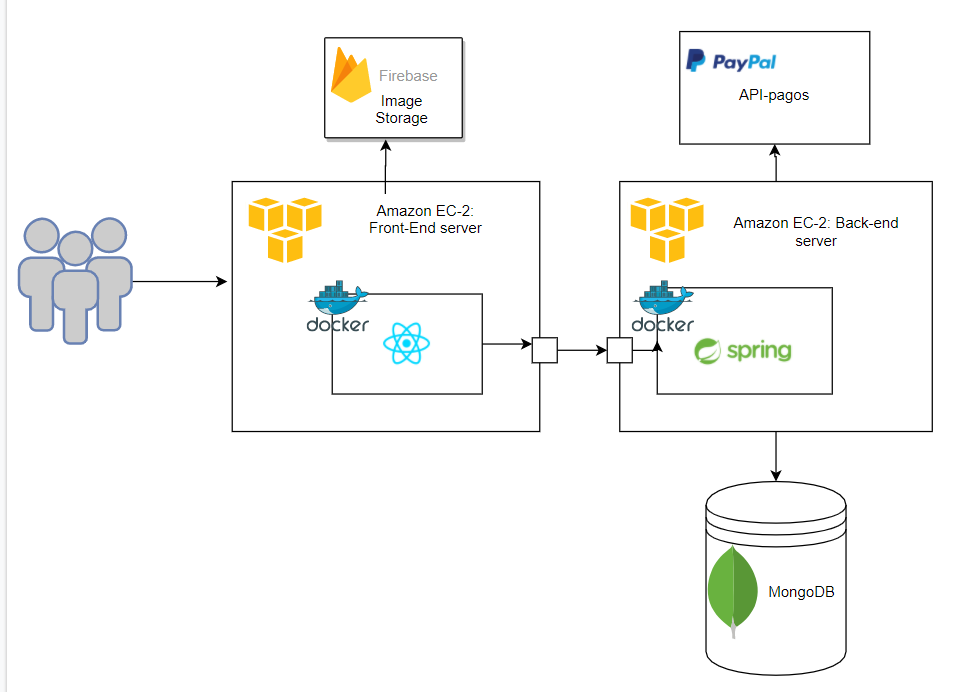 Firebase
Image
Storage
PayPal
API-pagos
Amazon EC-2:
Front-End server
docker
Amazon EC-2: Back-end
server
docker
spring
MongoDB